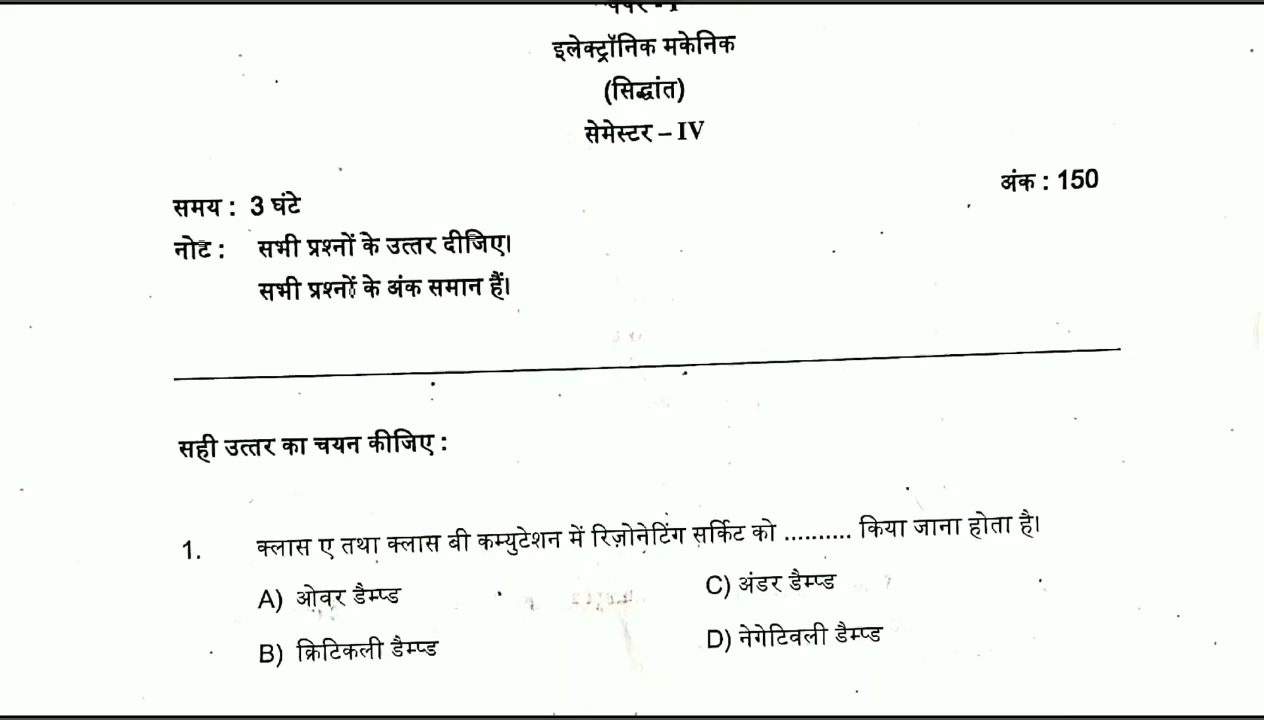 इलेक्ट्रॉनिक मकेनिक
(सिद्धांत)
सेमेस्टर – IV
अंक : 150
समय : 3 घंटे
नोट : सभी प्रश्नों के उत्तर दीजिए।
सभी प्रश्नों के अंक समान हैं।
सही उत्तर का चयन कीजिए :
1. क्लास ए तथा क्लास बी कम्युटेशन में रिज़ोनेटिंग सर्किट को .......... किया जाना होता है।
A) ओवर डैम्प्ड C) अंडर डैम्प्ड
B) क्रिटिकली डैम्प्ड D) नेगेटिवली डैम्प्ड